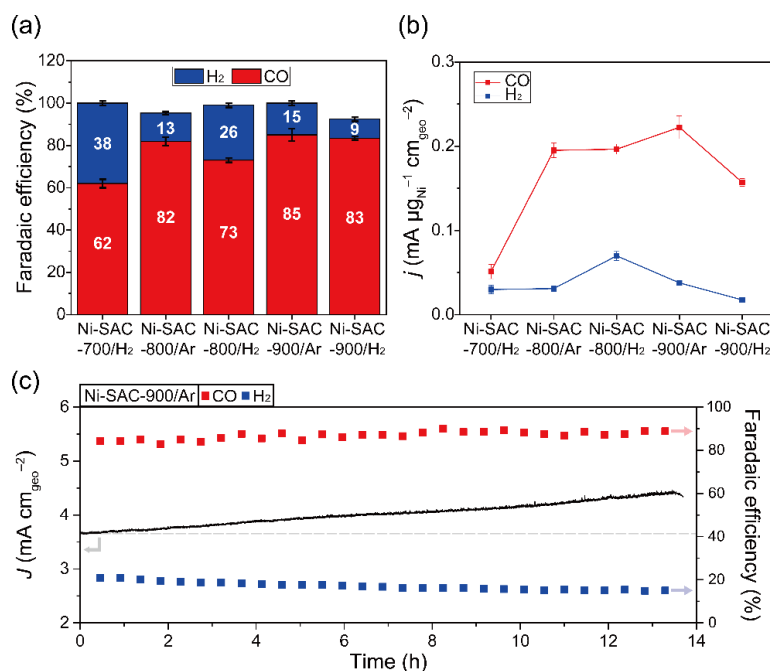 (a)
H₂ CO
Faradaic efficiency (%)
120
100
80
60
40
20
0
38
62
13
82
26
73
15
85
9
83
Ni-SAC Ni-SAC Ni-SAC Ni-SAC Ni-SAC
-700/H₂ -800/Ar -800/H₂ -900/Ar -900/H₂
(b)
CO
H₂
j (mA μg_Ni⁻¹ cm_geo⁻²)
0.3
0.2
0.1
0.0
Ni-SAC Ni-SAC Ni-SAC Ni-SAC Ni-SAC
-700/H₂ -800/Ar -800/H₂ -900/Ar -900/H₂
(c)
Ni-SAC-900/Ar CO H₂
J (mA cm_geo⁻²)
6
5
4
3
2
100
80
60
40
20
0
Faradaic efficiency
(%)
0 2 4 6 8 10 12 14
Time (h)